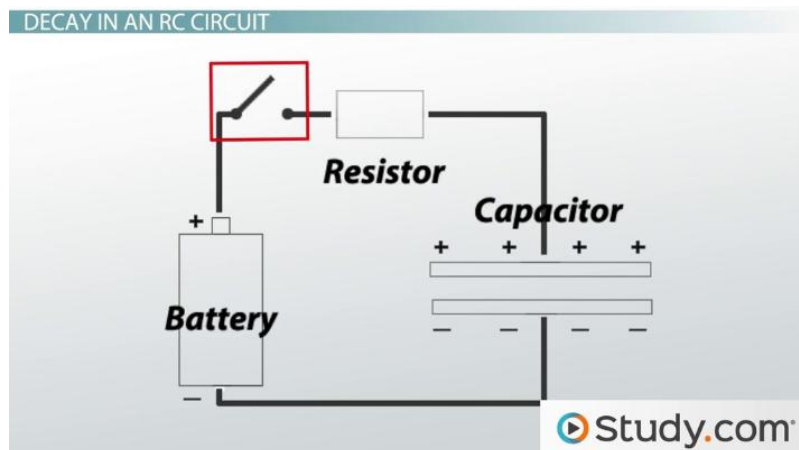 DECAY IN AN RC CIRCUIT
Resistor
Capacitor
+
+ + + +
Battery
− − − −
−
Study.com